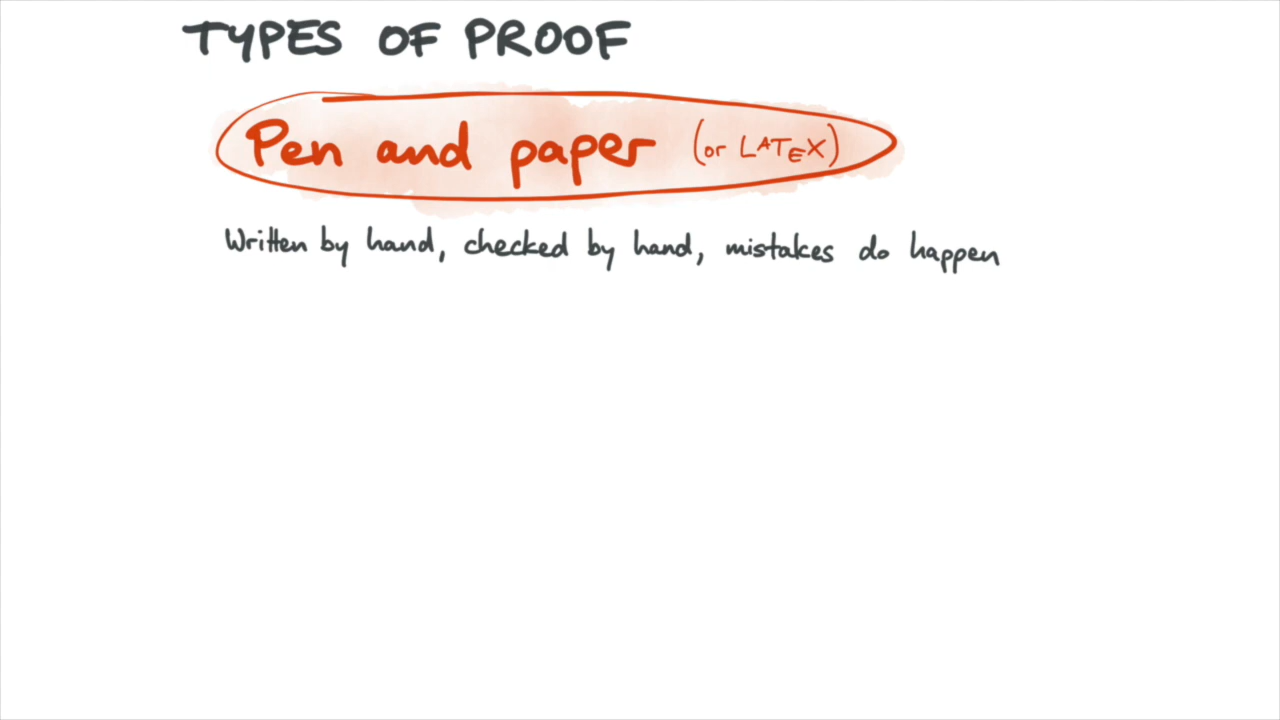 TYPES OF PROOF
Pen and paper (or LATEX)
Written by hand, checked by hand, mistakes do happen